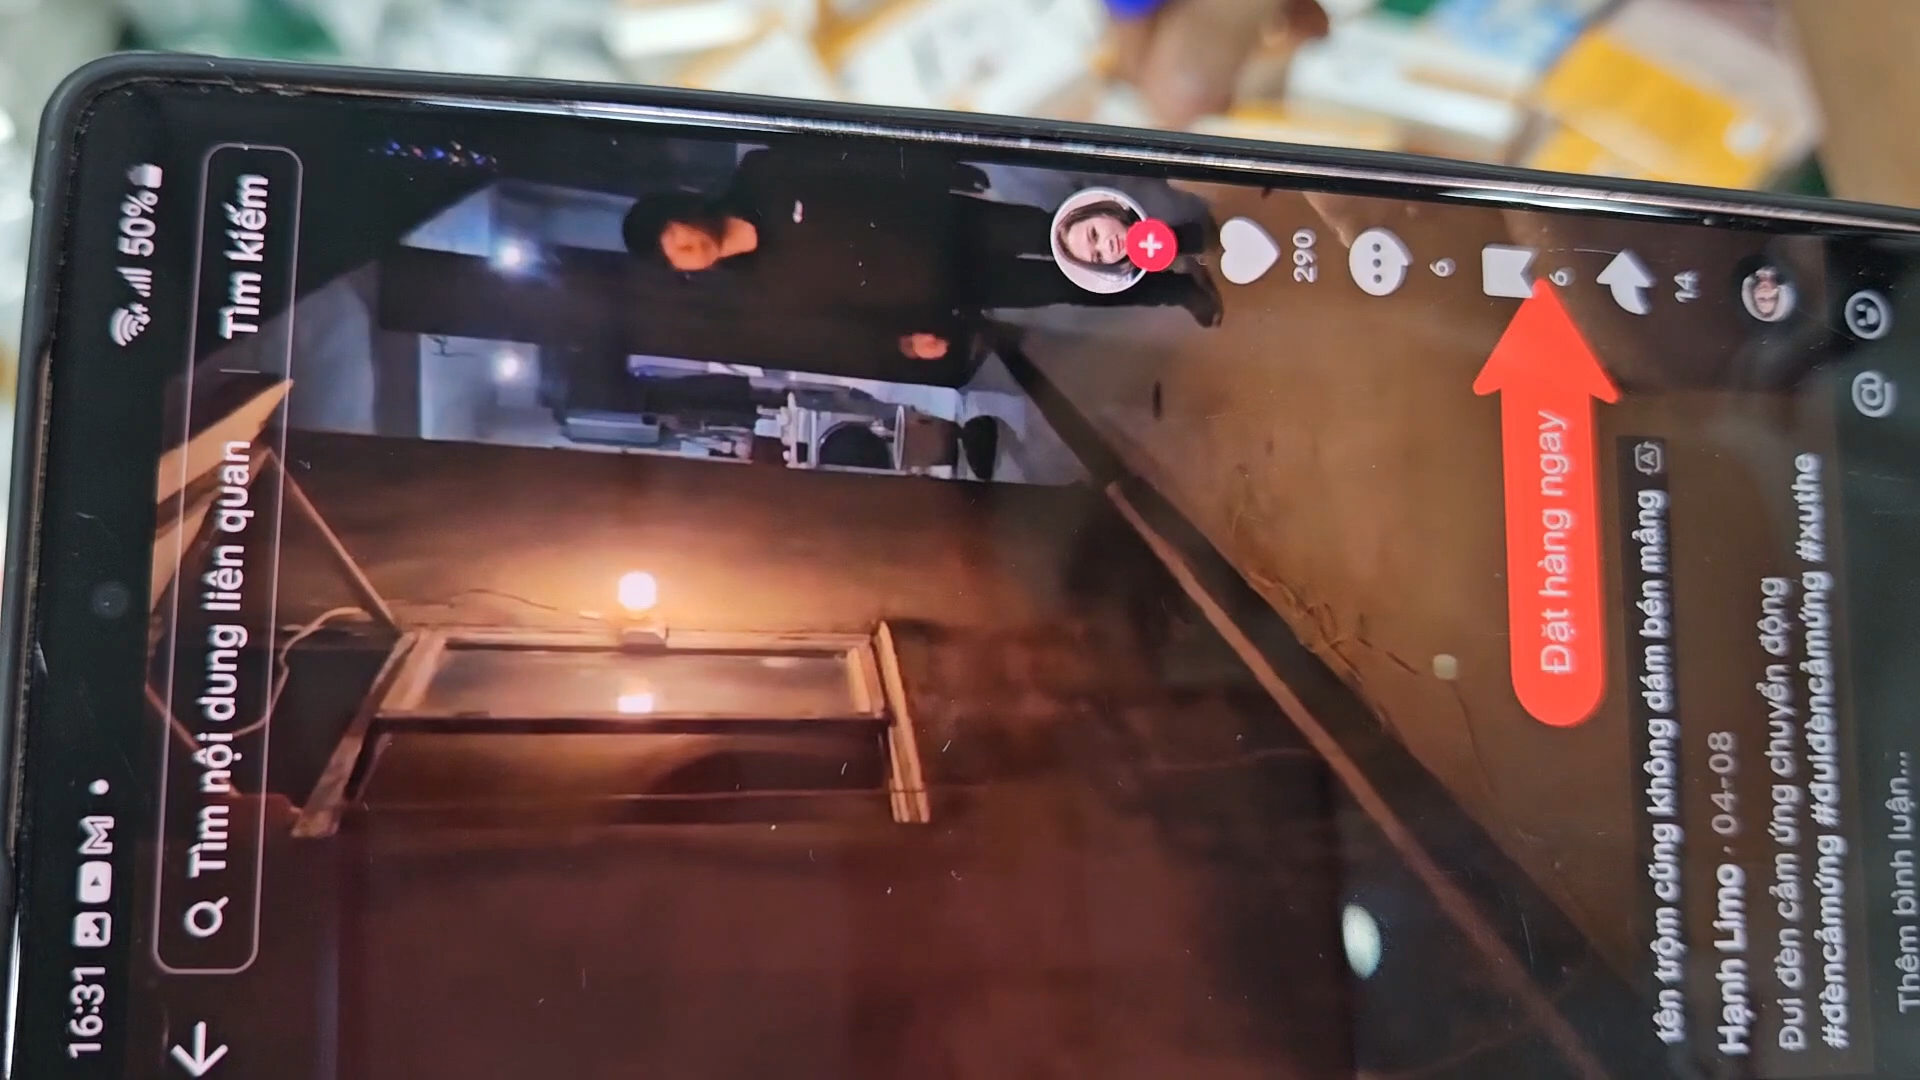 16:31
50%
Tìm nội dung liên quan
Tìm kiếm
290
6
6
14
Đặt hàng ngay
tên trộm cũng không dám bén mảng
Hạnh Limo · 04-08
Đui đèn cảm ứng chuyển động
#đèncảmứng #đuiđèncảmứng #xuthe
Thêm bình luận...
@